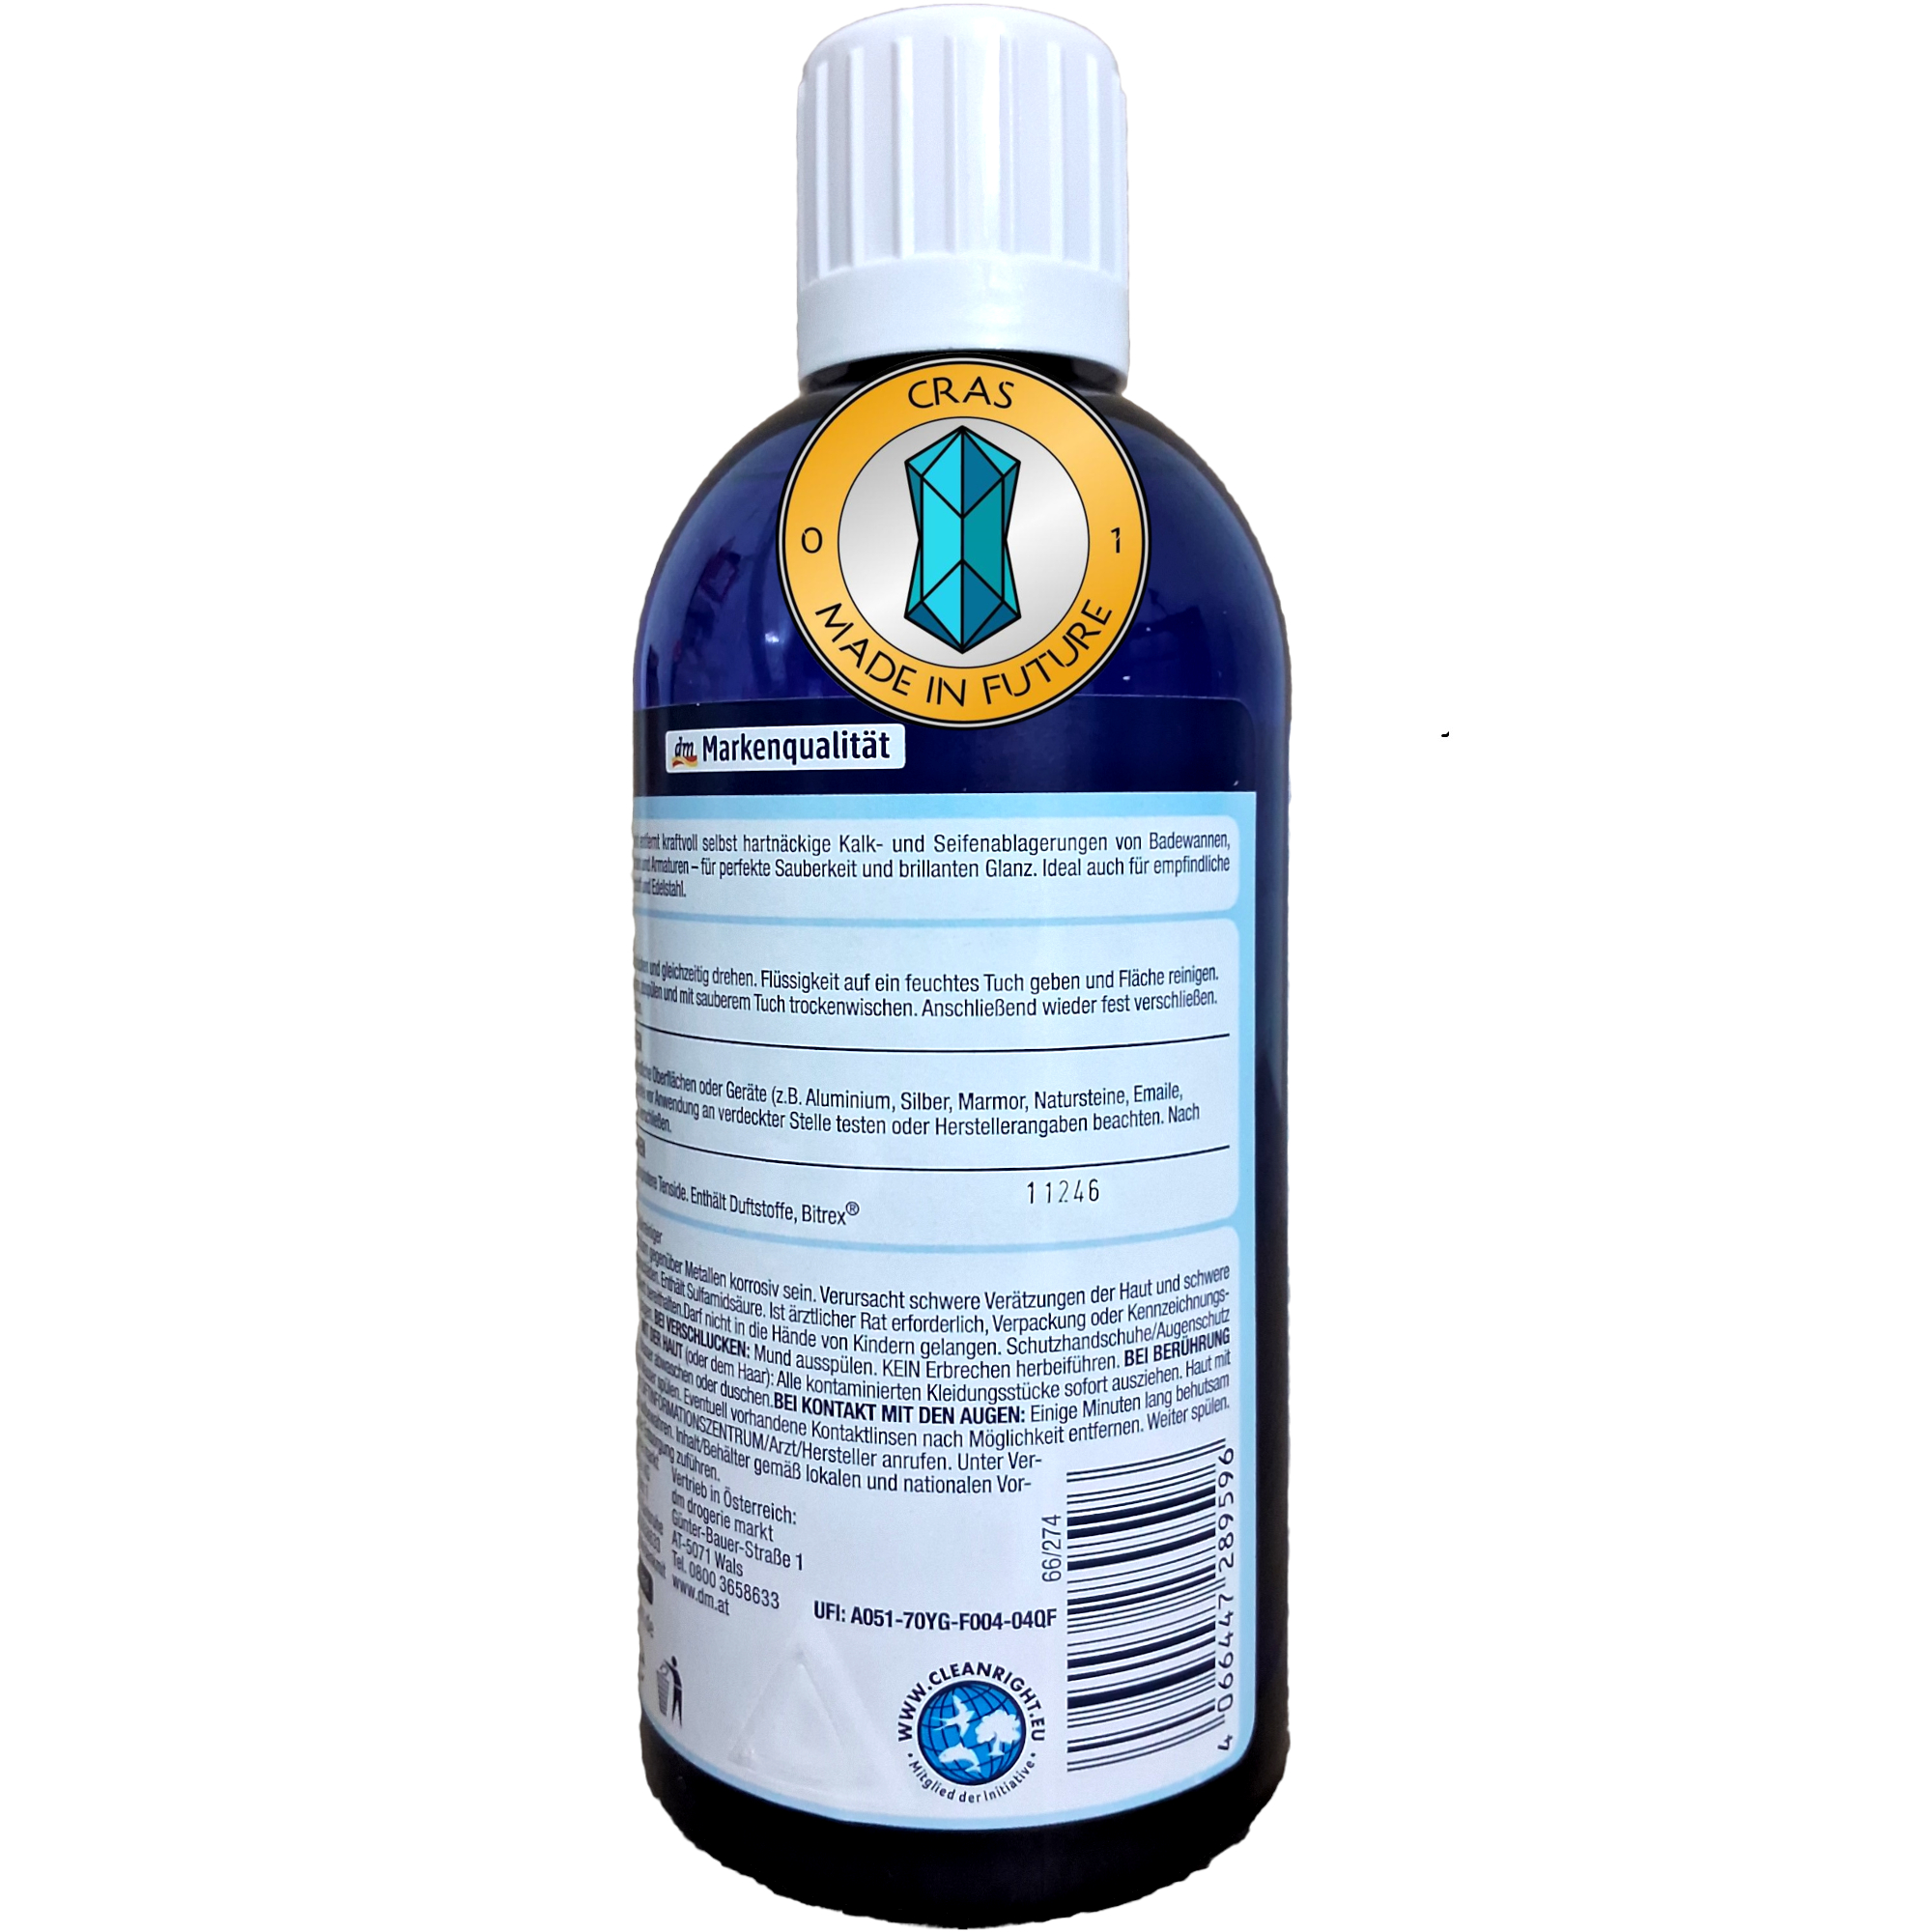 CRAS
0 1
MADE IN FUTURE
dm Markenqualität
entfernt kraftvoll selbst hartnäckige Kalk- und Seifenablagerungen von Badewannen,
und Armaturen – für perfekte Sauberkeit und brillanten Glanz. Ideal auch für empfindliche
und Edelstahl.
und gleichzeitig drehen. Flüssigkeit auf ein feuchtes Tuch geben und Fläche reinigen.
und mit sauberem Tuch trockenwischen. Anschließend wieder fest verschließen.
Oberflächen oder Geräte (z.B. Aluminium, Silber, Marmor, Natursteine, Emaile,
vor Anwendung an verdeckter Stelle testen oder Herstellerangaben beachten. Nach
Tenside. Enthält Duftstoffe, Bitrex®
11246
gegenüber Metallen korrosiv sein. Verursacht schwere Verätzungen der Haut und schwere
Enthält Sulfamidsäure. Ist ärztlicher Rat erforderlich, Verpackung oder Kennzeichnungs-
Darf nicht in die Hände von Kindern gelangen. Schutzhandschuhe/Augenschutz
BEI VERSCHLUCKEN: Mund ausspülen. KEIN Erbrechen herbeiführen. BEI BERÜHRUNG
MIT DER HAUT (oder dem Haar): Alle kontaminierten Kleidungsstücke sofort ausziehen. Haut mit
abwaschen oder duschen. BEI KONTAKT MIT DEN AUGEN: Einige Minuten lang behutsam
spülen. Eventuell vorhandene Kontaktlinsen nach Möglichkeit entfernen. Weiter spülen.
GIFTINFORMATIONSZENTRUM/Arzt/Hersteller anrufen. Unter Ver-
Inhalt/Behälter gemäß lokalen und nationalen Vor-
zuführen.
Vertrieb in Österreich:
dm drogerie markt
Günter-Bauer-Straße 1
AT-5071 Wals
Tel. 0800 3658633
www.dm.at
UFI: A051-70YG-F004-04QF
66/274
4 066447 289596
WWW.CLEANRIGHT.EU
Mitglied der Initiative